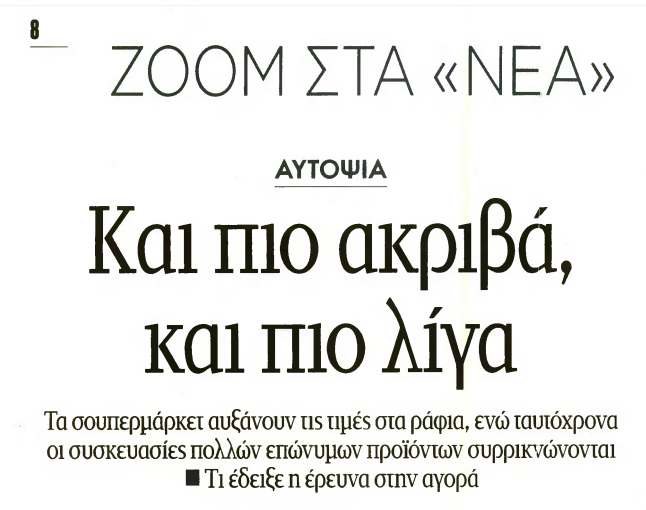 8
ZOOM ΣΤΑ «ΝΕΑ»
ΑΥΤΟΨΙΑ
Και πιο ακριβά,
και πιο λίγα
Τα σουπερμάρκετ αυξάνουν τις τιμές στα ράφια, ενώ ταυτόχρονα
οι συσκευασίες πολλών επώνυμων προϊόντων συρρικνώνονται
■ Τι έδειξε η έρευνα στην αγορά